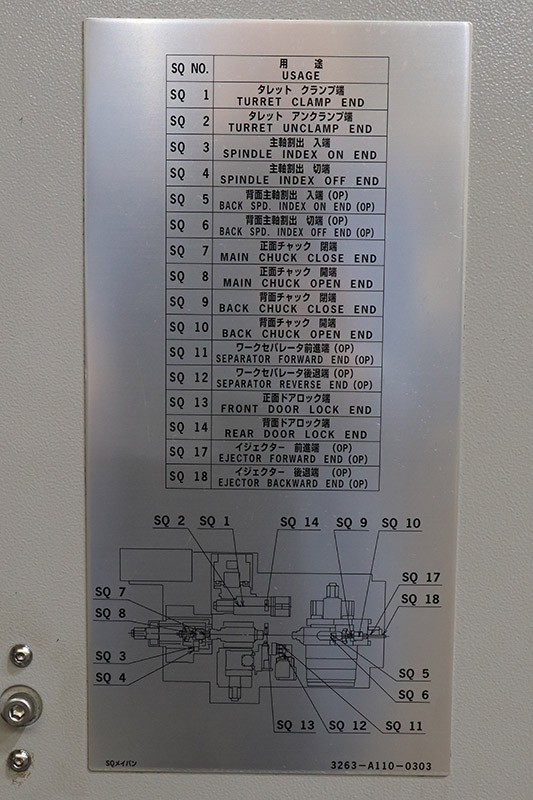 SQ NO. 用 途
USAGE
SQ 1 タレット クランプ端
TURRET CLAMP END
SQ 2 タレット アンクランプ端
TURRET UNCLAMP END
SQ 3 主軸割出 入端
SPINDLE INDEX ON END
SQ 4 主軸割出 切端
SPINDLE INDEX OFF END
SQ 5 背面主軸割出 入端(OP)
BACK SPD. INDEX ON END(OP)
SQ 6 背面主軸割出 切端(OP)
BACK SPD. INDEX OFF END(OP)
SQ 7 正面チャック 閉端
MAIN CHUCK CLOSE END
SQ 8 正面チャック 開端
MAIN CHUCK OPEN END
SQ 9 背面チャック 閉端
BACK CHUCK CLOSE END
SQ 10 背面チャック 開端
BACK CHUCK OPEN END
SQ 11 ワークセパレータ前進端(OP)
SEPARATOR FORWARD END(OP)
SQ 12 ワークセパレータ後退端(OP)
SEPARATOR REVERSE END(OP)
SQ 13 正面ドアロック端
FRONT DOOR LOCK END
SQ 14 背面ドアロック端
REAR DOOR LOCK END
SQ 17 イジェクター 前進端 (OP)
EJECTOR FORWARD END(OP)
SQ 18 イジェクター 後退端 (OP)
EJECTOR BACKWARD END(OP)
SQ 2 SQ 1 SQ 14 SQ 9 SQ 10
SQ 7 SQ 17
SQ 8 SQ 18
SQ 3 SQ 5
SQ 4 SQ 6
SQ 13 SQ 12 SQ 11
SQメイバン 3263-A110-0303